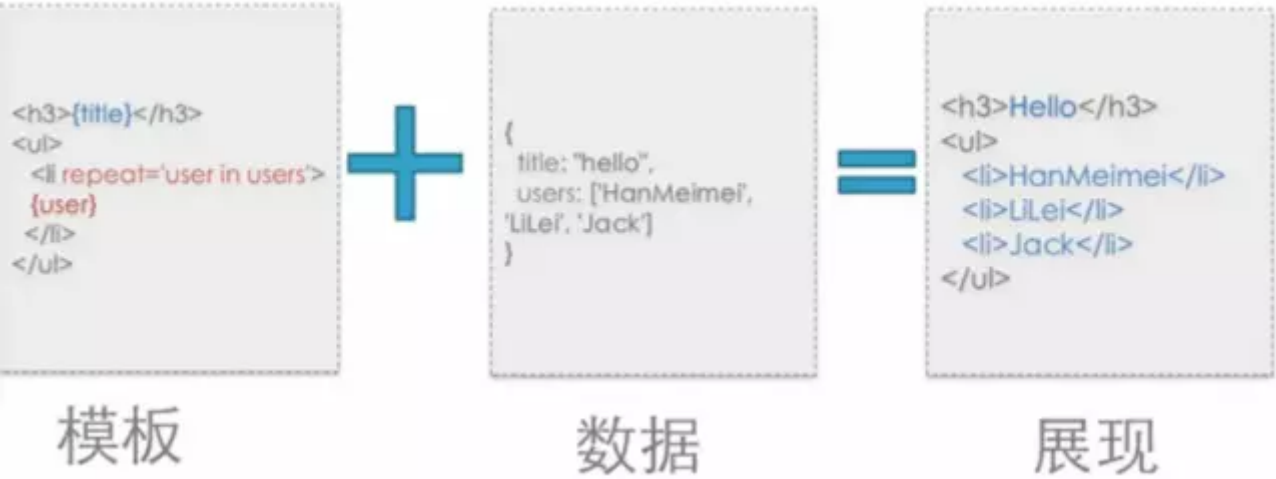 <h3>{title}</h3>
<ul>
<li repeat='user in users'>
{user}
</li>
</ul>
{
title: "hello",
users: ['HanMeimei',
'LiLei', 'Jack']
}
<h3>Hello</h3>
<ul>
<li>HanMeimei</li>
<li>LiLei</li>
<li>Jack</li>
</ul>
模板
数据
展现